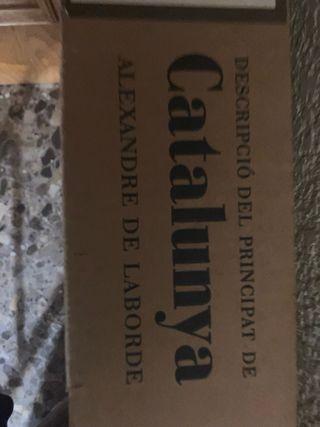 DESCRIPCIÓ DEL PRINCIPAT DE
Catalunya
ALEXANDRE DE LABORDE